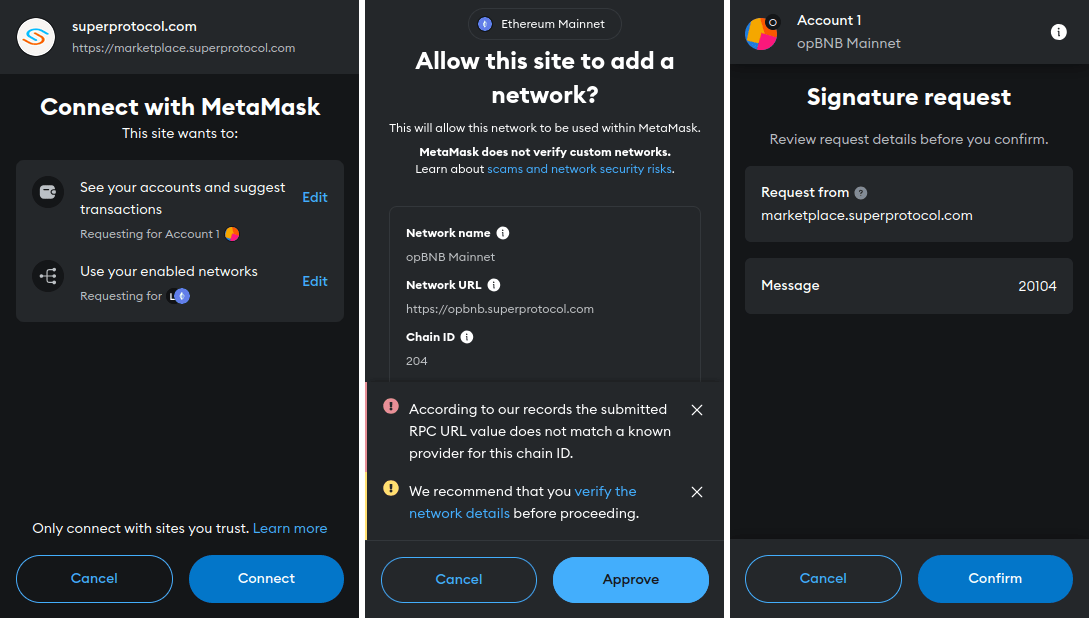 superprotocol.com
https://marketplace.superprotocol.com
Connect with MetaMask
This site wants to:
See your accounts and suggest
transactions
Edit
Requesting for Account 1
Use your enabled networks
Edit
Requesting for
Only connect with sites you trust. Learn more
Cancel
Connect
Ethereum Mainnet
Allow this site to add a
network?
This will allow this network to be used within MetaMask.
MetaMask does not verify custom networks.
Learn about scams and network security risks.
Network name
opBNB Mainnet
Network URL
https://opbnb.superprotocol.com
Chain ID
204
According to our records the submitted
RPC URL value does not match a known
provider for this chain ID.
We recommend that you verify the
network details before proceeding.
Cancel
Approve
Account 1
opBNB Mainnet
Signature request
Review request details before you confirm.
Request from
marketplace.superprotocol.com
Message 20104
Cancel
Confirm